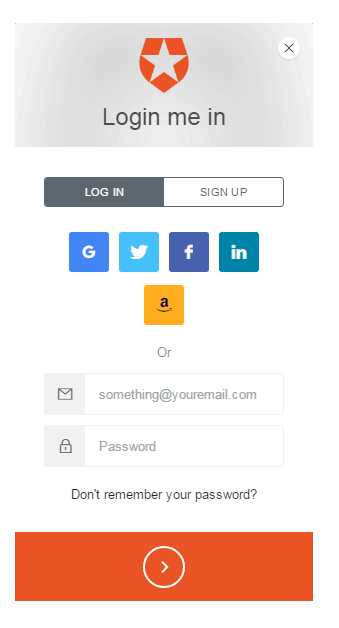 Login me in
LOG IN
SIGN UP
G
f
in
a
Or
something@youremail.com
Password
Don't remember your password?